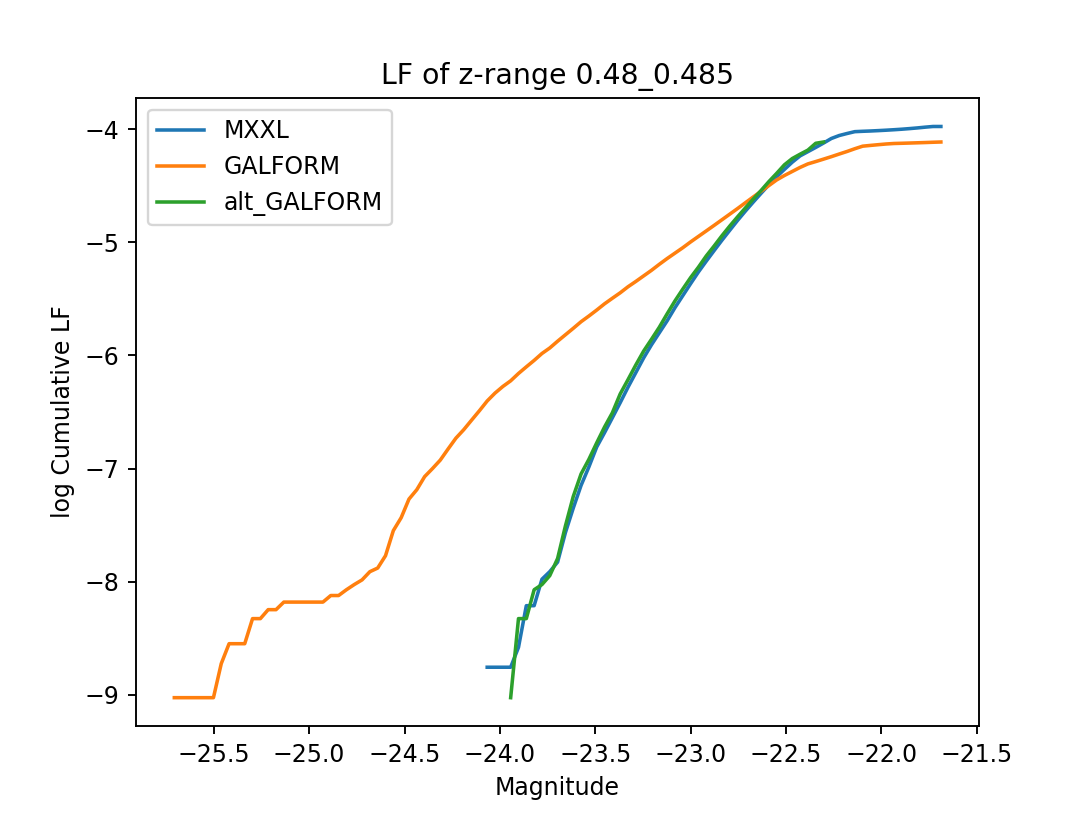 LF of z-range 0.48_0.485
MXXL
GALFORM
alt_GALFORM
log Cumulative LF
−4
−5
−6
−7
−8
−9
−25.5 −25.0 −24.5 −24.0 −23.5 −23.0 −22.5 −22.0 −21.5
Magnitude